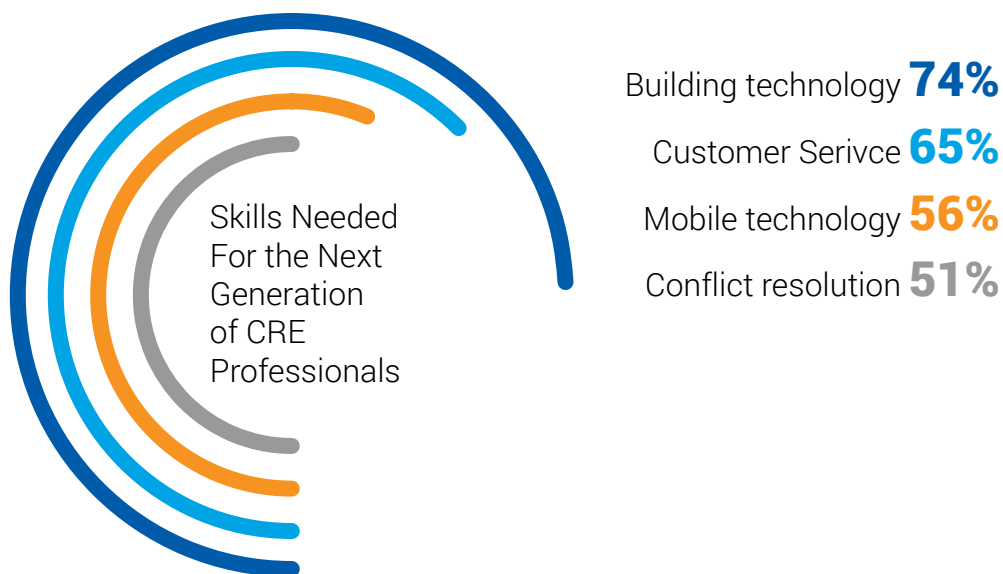 Skills Needed
For the Next
Generation
of CRE
Professionals
Building technology 74%
Customer Serivce 65%
Mobile technology 56%
Conflict resolution 51%